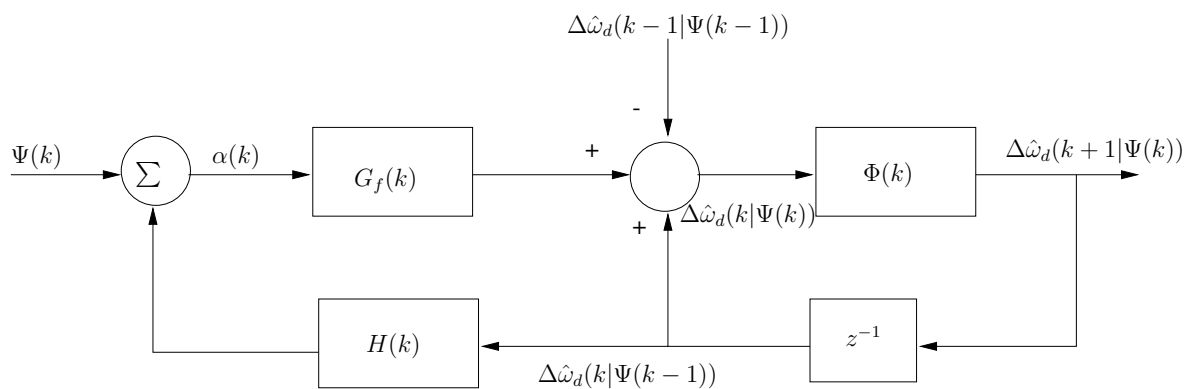 Δω̂_d(k−1|Ψ(k−1))
-
Ψ(k)
∑
α(k)
G_f(k)
+
Φ(k)
Δω̂_d(k+1|Ψ(k))
Δω̂_d(k|Ψ(k))
+
H(k)
z^{−1}
Δω̂_d(k|Ψ(k−1))